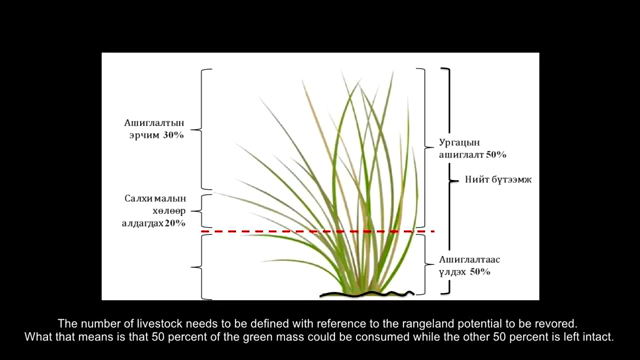 Ашиглалтын
эрчим 30%
Салхи малын
хөлөөр
алдагдах 20%
Ургацын
ашиглалт 50%
Нийт бүтээмж
Ашиглалтаас
үлдэх 50%
The number of livestock needs to be defined with reference to the rangeland potential to be revored.
What that means is that 50 percent of the green mass could be consumed while the other 50 percent is left intact.